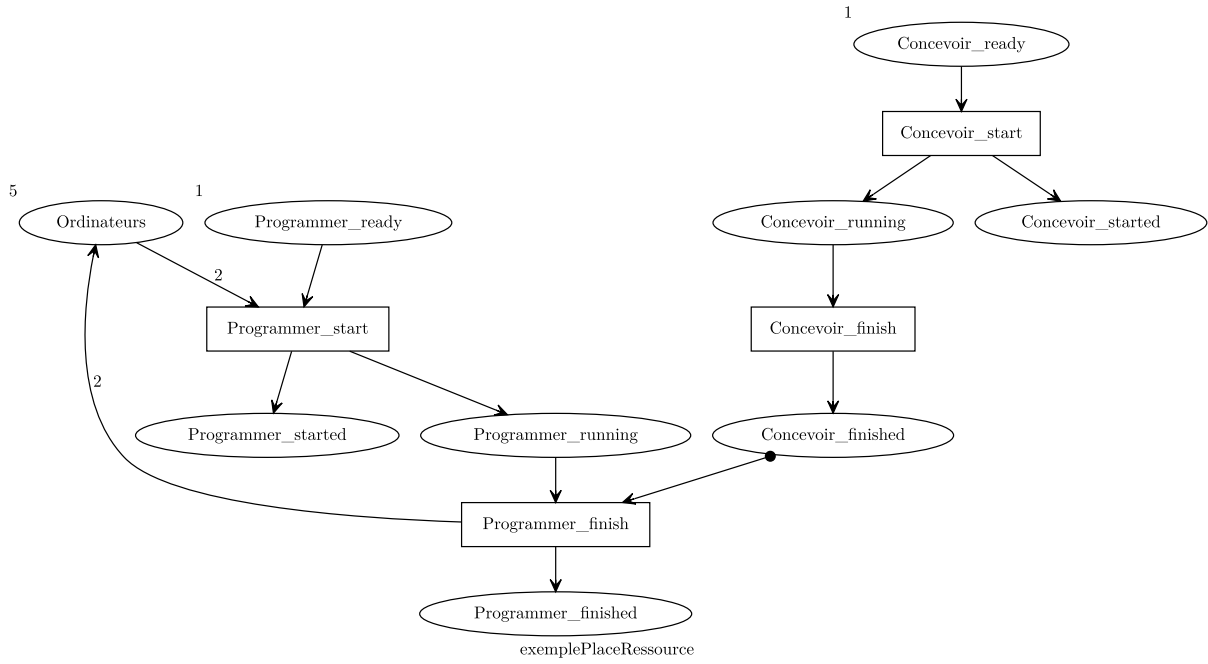 1
Concevoir_ready
Concevoir_start
5
1
Ordinateurs
Programmer_ready
Concevoir_running
Concevoir_started
2
Programmer_start
Concevoir_finish
2
Programmer_started
Programmer_running
Concevoir_finished
Programmer_finish
Programmer_finished
exemplePlaceRessource